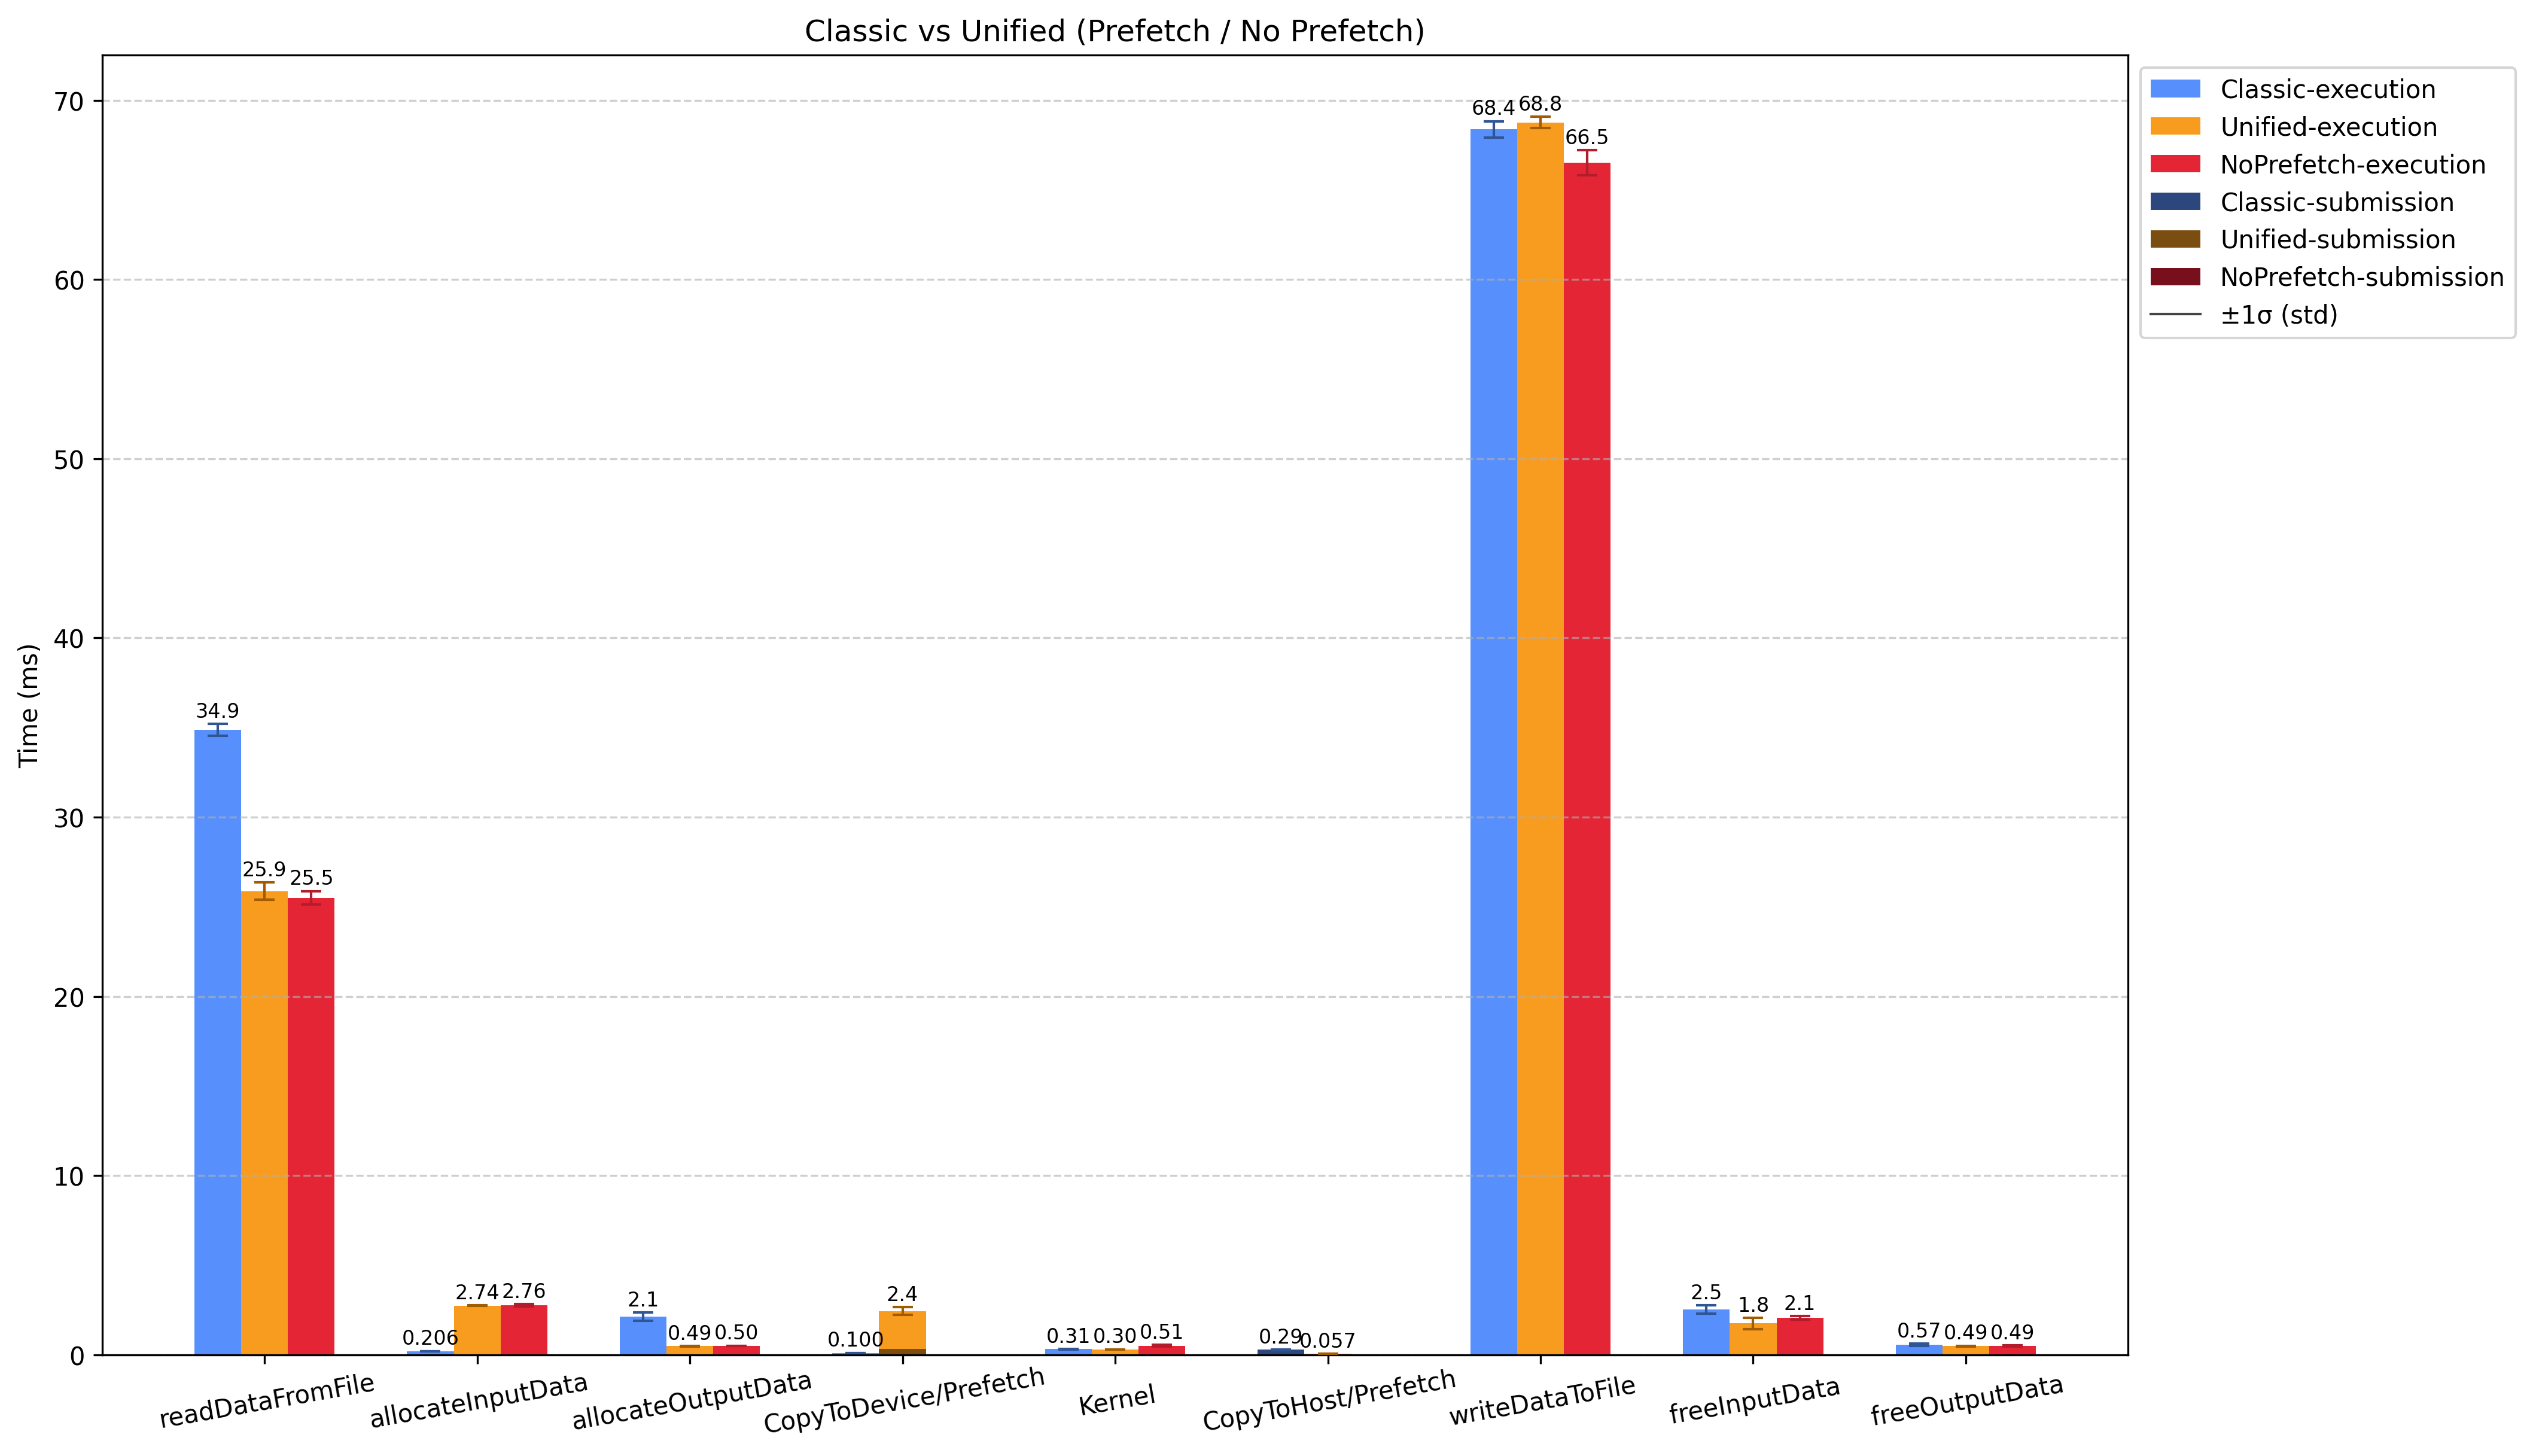 Classic vs Unified (Prefetch / No Prefetch)
Time (ms)
70
60
50
40
30
20
10
0
34.9
25.9
25.5
0.206
2.74
2.76
2.1
0.49
0.50
0.100
2.4
0.31
0.30
0.51
0.29
0.057
68.4
68.8
66.5
2.5
1.8
2.1
0.57
0.49
0.49
readDataFromFile
allocateInputData
allocateOutputData
CopyToDevice/Prefetch
Kernel
CopyToHost/Prefetch
writeDataToFile
freeInputData
freeOutputData
Classic-execution
Unified-execution
NoPrefetch-execution
Classic-submission
Unified-submission
NoPrefetch-submission
±1σ (std)